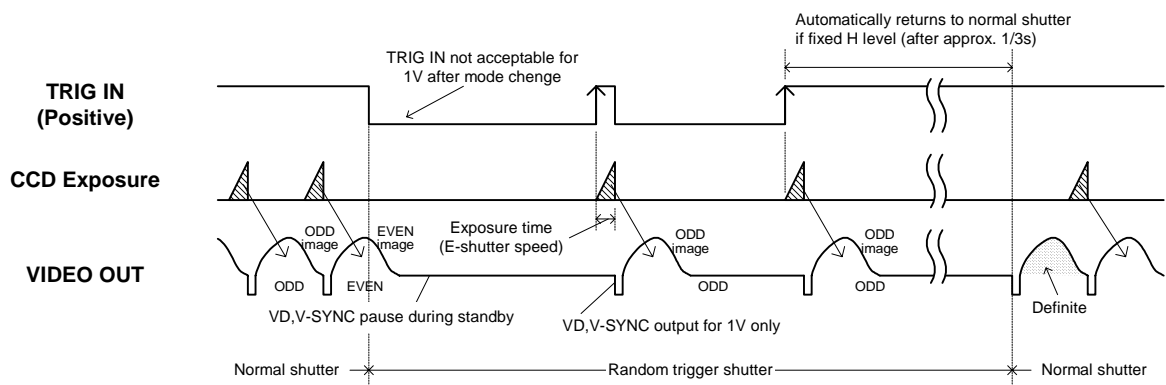 Automatically returns to normal shutter
if fixed H level (after approx. 1/3s)
TRIG IN not acceptable for
1V after mode chenge
TRIG IN
(Positive)
CCD Exposure
Exposure time
(E-shutter speed)
ODD
image
EVEN
image
ODD
image
ODD
image
VIDEO OUT
ODD
EVEN
ODD
ODD
Definite
VD,V-SYNC pause during standby
VD,V-SYNC output for 1V only
Normal shutter
Random trigger shutter
Normal shutter